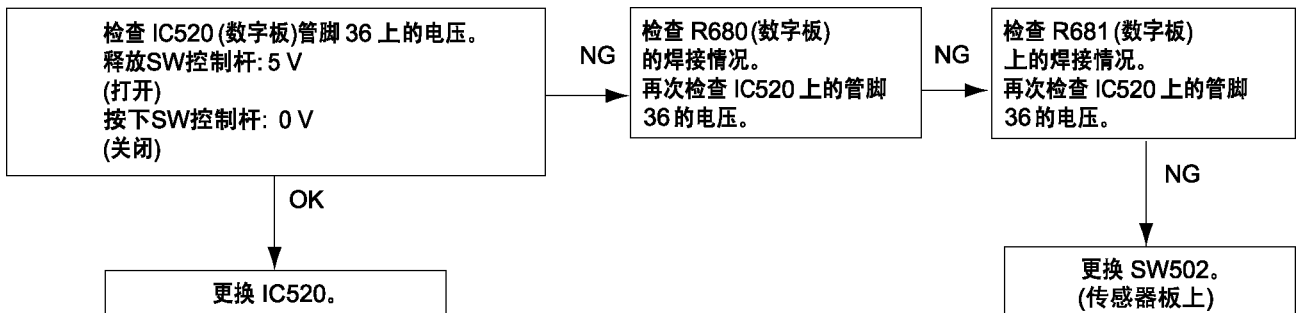 检查 IC520 (数字板)管脚 36 上的电压。
释放SW控制杆: 5 V
(打开)
按下SW控制杆: 0 V
(关闭)
NG
检查 R680(数字板)
的焊接情况。
再次检查 IC520 上的管脚
36 的电压。
NG
检查 R681(数字板)
上的焊接情况。
再次检查 IC520 上的管脚
36 的电压。
OK
NG
更换 IC520。
更换 SW502。
(传感器板上)